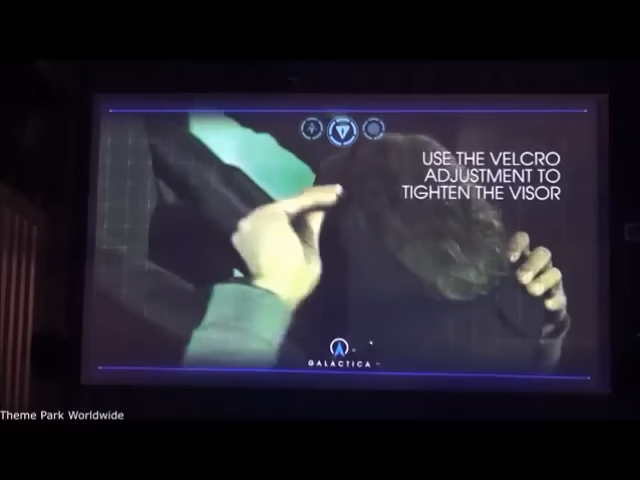 USE THE VELCRO
ADJUSTMENT TO
TIGHTEN THE VISOR
GALACTICA
Theme Park Worldwide